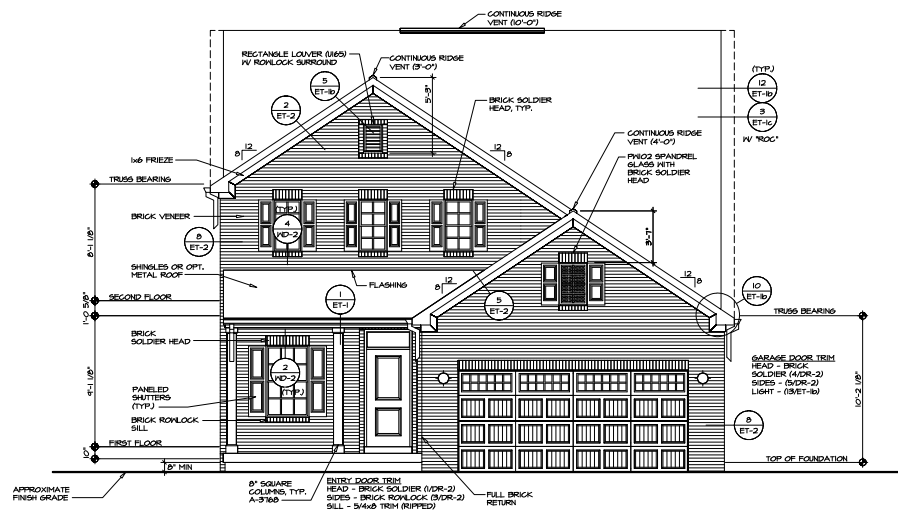 CONTINUOUS RIDGE
VENT (10'-0")
RECTANGLE LOUVER (U165)
W/ ROWLOCK SURROUND
CONTINUOUS RIDGE
VENT (3'-0")
5
ET-1b
2
ET-2
5'-3"
BRICK SOLDIER
HEAD, TYP.
(TYP.)
12
ET-1b
3
ET-1c
W/ "ROC"
CONTINUOUS RIDGE
VENT (4'-0")
PW102 SPANDREL
GLASS WITH
BRICK SOLDIER
HEAD
12
8
12
8
1x6 FRIEZE
TRUSS BEARING
BRICK VENEER
(TYP.)
4
WD-2
8
ET-2
8'-1 1/8"
3'-7"
SHINGLES OR OPT.
METAL ROOF
FLASHING
12
8
12
8
10
ET-1b
SECOND FLOOR
1'-0 5/8"
1
ET-1
5
ET-2
TRUSS BEARING
BRICK
SOLDIER HEAD
2
WD-2
(TYP.)
GARAGE DOOR TRIM
HEAD - BRICK
SOLDIER (4/DR-2)
SIDES - (5/DR-2)
LIGHT - (13/ET-1b)
9'-1 1/8"
10'-2 1/8"
PANELED
SHUTTERS
(TYP.)
BRICK ROWLOCK
SILL
8
ET-2
FIRST FLOOR
10"
8" MIN
TOP OF FOUNDATION
APPROXIMATE
FINISH GRADE
8" SQUARE
COLUMNS, TYP.
A-3768
ENTRY DOOR TRIM
HEAD - BRICK SOLDIER (1/DR-2)
SIDES - BRICK ROWLOCK (3/DR-2)
SILL - 5/4x8 TRIM (RIPPED)
FULL BRICK
RETURN